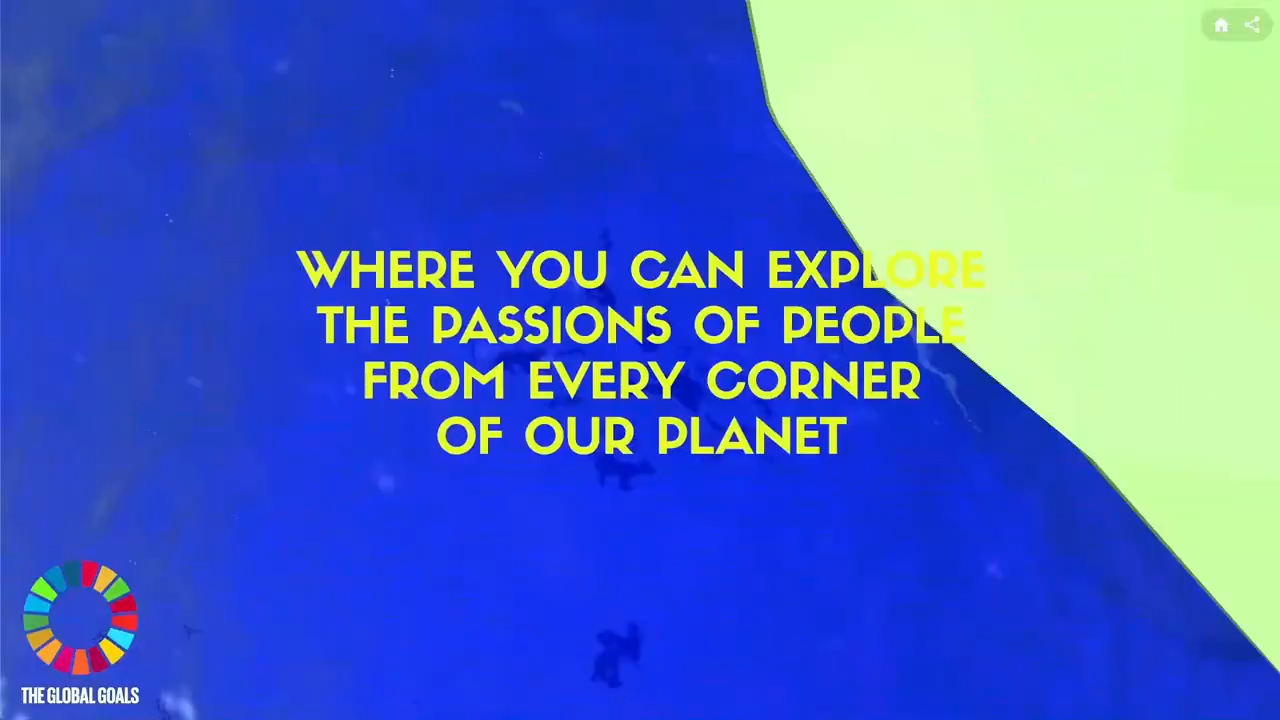 WHERE YOU CAN EXPLORE
THE PASSIONS OF PEOPLE
FROM EVERY CORNER
OF OUR PLANET
THE GLOBAL GOALS